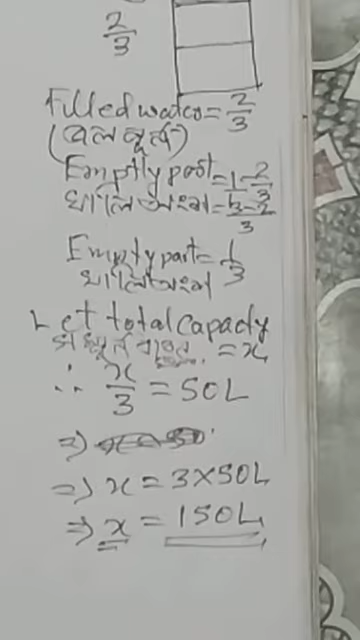 2/3
Filled water = 2/3
Empty part = 1 - 2/3
খালি অংশ = 3-2/3
Empty part = 1/3
খালি অংশ
Let total capacity
= x
∴ x/3 = 50L
⇒)
⇒) x = 3×50L
⇒) x = 150L